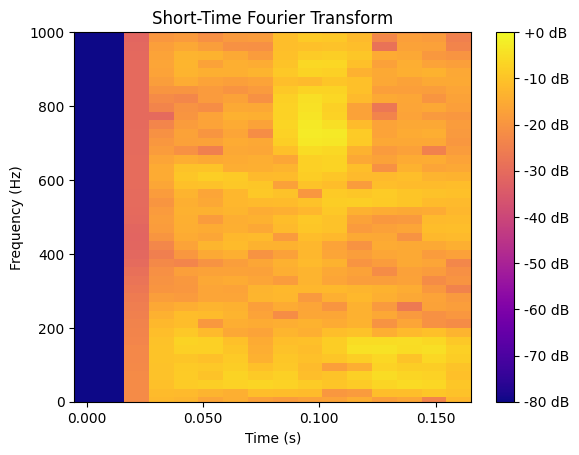 Short-Time Fourier Transform
Frequency (Hz)
1000
800
600
400
200
0
0.000
0.050
0.100
0.150
Time (s)
+0 dB
-10 dB
-20 dB
-30 dB
-40 dB
-50 dB
-60 dB
-70 dB
-80 dB